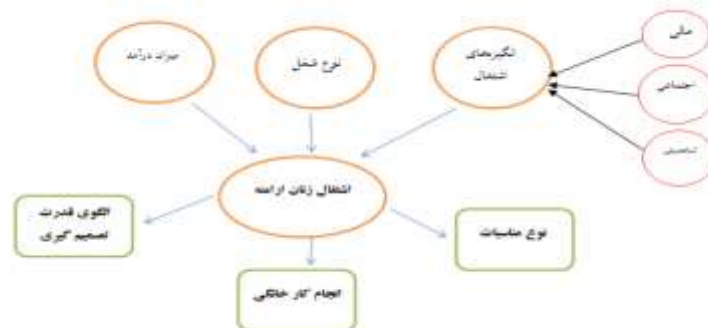 مالی
اجتماعی
شخصی
انگیزه‌های
اشتغال
نوع شغل
میزان درآمد
اشتغال زنان ارامنه
الگوی قدرت
تصمیم گیری
انجام کار خانگی
نوع مناسبات